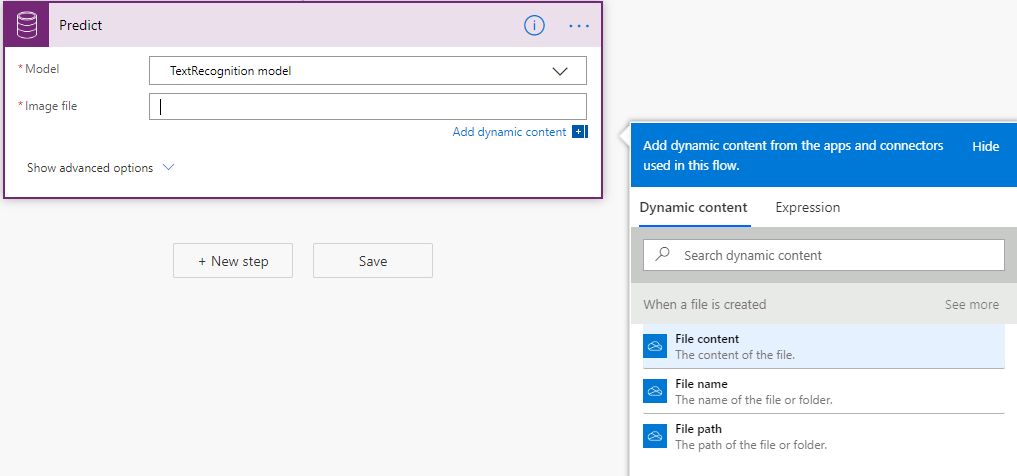 Predict
* Model
TextRecognition model
* Image file
Add dynamic content
Show advanced options
+ New step
Save
Add dynamic content from the apps and connectors
used in this flow.
Hide
Dynamic content
Expression
Search dynamic content
When a file is created
See more
File content
The content of the file.
File name
The name of the file or folder.
File path
The path of the file or folder.